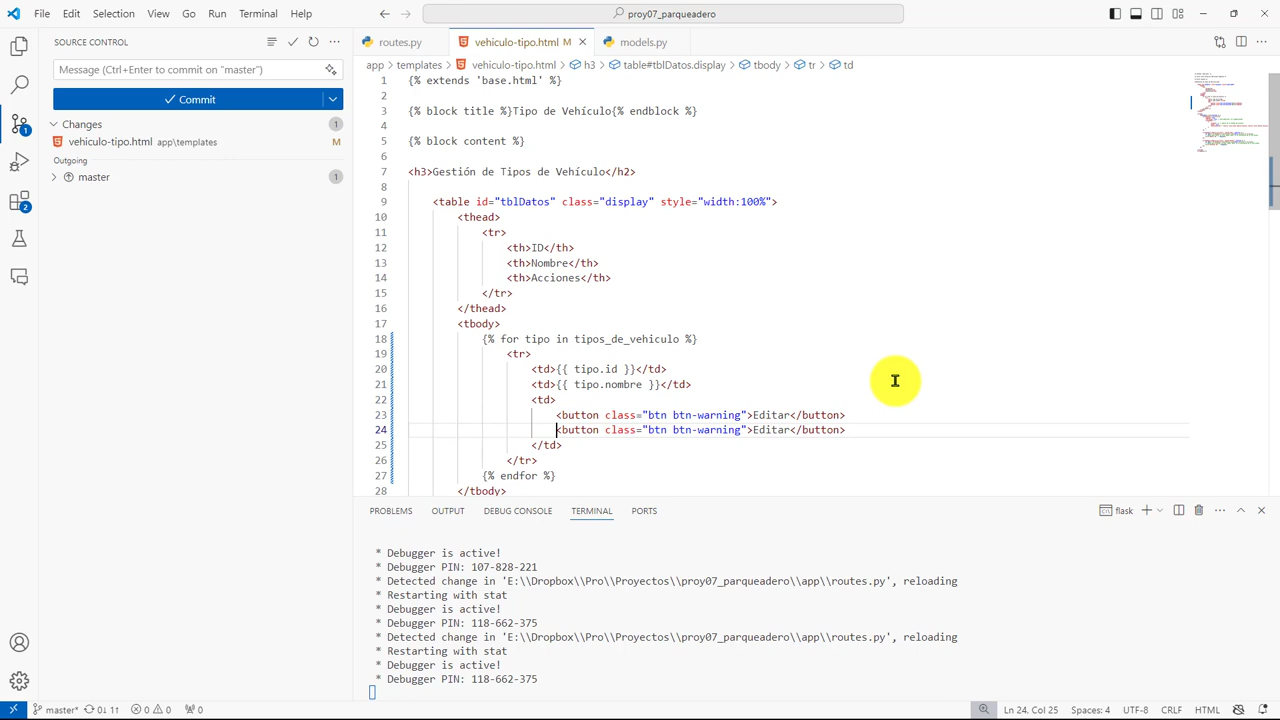 File Edit Selection View Go Run Terminal Help
proy07_parqueadero
SOURCE CONTROL
Message (Ctrl+Enter to commit on "master")
Commit
Changes 1
vehiculo-tipo.html app\templates M
Outgoing
master 1
1
2
routes.py vehiculo-tipo.html M models.py
app > templates > vehiculo-tipo.html > h3 > table#tblDatos.display > tbody > tr > td
1 {% extends 'base.html' %}
2
3 {% block title %}Tipos de Vehículo{% endblock %}
4
5 {% block content %}
6
7 <h3>Gestión de Tipos de Vehículo</h2>
8
9 <table id="tblDatos" class="display" style="width:100%">
10 <thead>
11 <tr>
12 <th>ID</th>
13 <th>Nombre</th>
14 <th>Acciones</th>
15 </tr>
16 </thead>
17 <tbody>
18 {% for tipo in tipos_de_vehiculo %}
19 <tr>
20 <td>{{ tipo.id }}</td>
21 <td>{{ tipo.nombre }}</td>
22 <td>
23 <button class="btn btn-warning">Editar</button>
24 <button class="btn btn-warning">Editar</button>
25 </td>
26 </tr>
27 {% endfor %}
28 </tbody>
PROBLEMS OUTPUT DEBUG CONSOLE TERMINAL PORTS
flask
* Debugger is active!
* Debugger PIN: 107-828-221
* Detected change in 'E:\\Dropbox\\Pro\\Proyectos\\proy07_parqueadero\\app\\routes.py', reloading
* Restarting with stat
* Debugger is active!
* Debugger PIN: 118-662-375
* Detected change in 'E:\\Dropbox\\Pro\\Proyectos\\proy07_parqueadero\\app\\routes.py', reloading
* Restarting with stat
* Debugger is active!
* Debugger PIN: 118-662-375
master* 0↓ 1↑ 0 0 0
Ln 24, Col 25 Spaces: 4 UTF-8 CRLF HTML